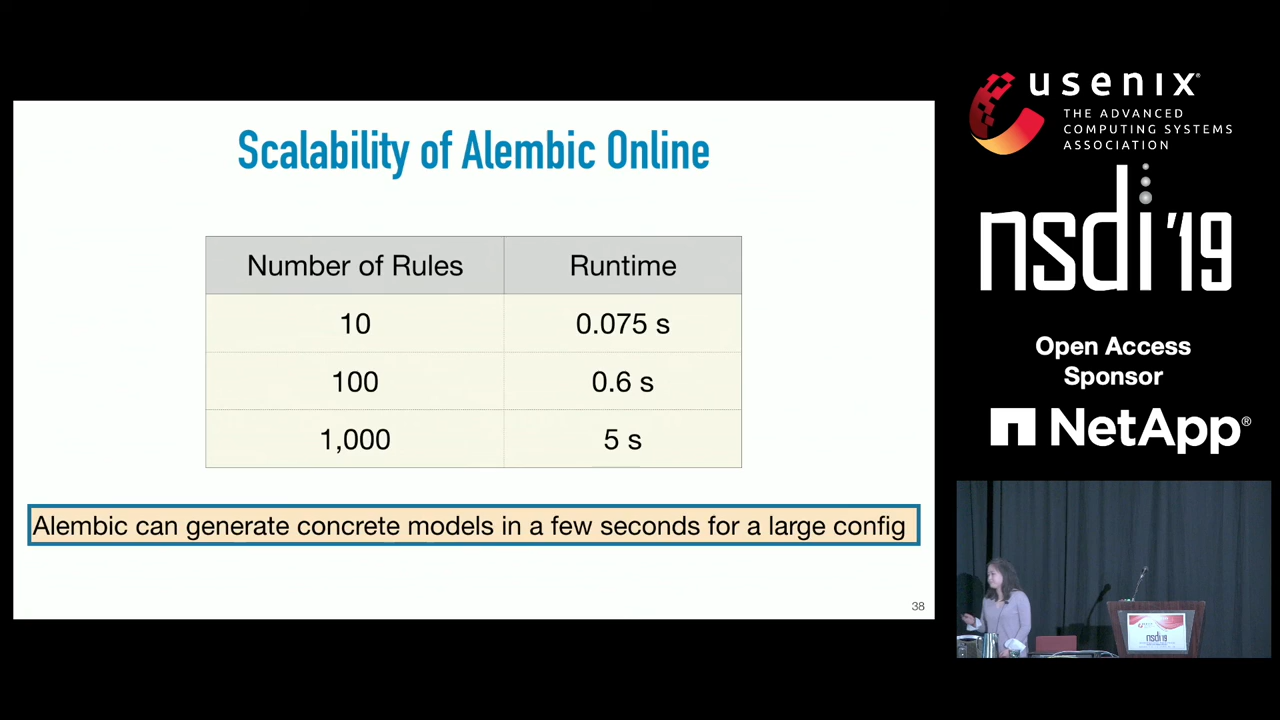 Scalability of Alembic Online
Number of Rules Runtime
10 0.075 s
100 0.6 s
1,000 5 s
Alembic can generate concrete models in a few seconds for a large config
38
usenix®
THE ADVANCED
COMPUTING SYSTEMS
ASSOCIATION
nsdi '19
Open Access
Sponsor
NetApp®
nsdi '19